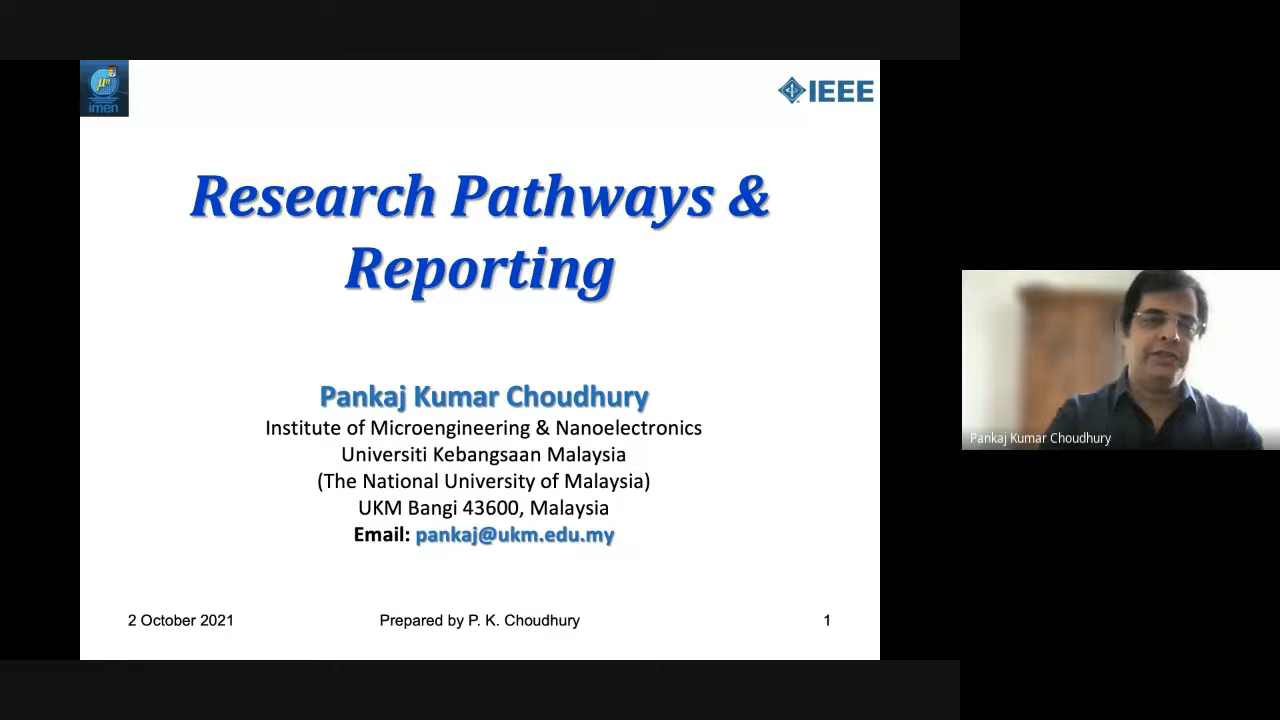 μn
imen
IEEE
Research Pathways &
Reporting
Pankaj Kumar Choudhury
Institute of Microengineering & Nanoelectronics
Universiti Kebangsaan Malaysia
(The National University of Malaysia)
UKM Bangi 43600, Malaysia
Email: pankaj@ukm.edu.my
2 October 2021
Prepared by P. K. Choudhury
1
Pankaj Kumar Choudhury